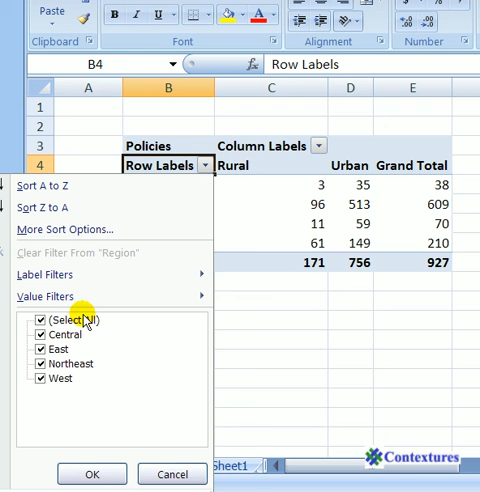 Paste
B I U A
Clipboard Font Alignment Number
B4 fx Row Labels
A B C D E
1
2
3 Policies Column Labels
4 Row Labels Rural Urban Grand Total
Sort A to Z 3 35 38
Sort Z to A 96 513 609
More Sort Options... 11 59 70
Clear Filter From "Region" 61 149 210
171 756 927
Label Filters
Value Filters
(Select All)
Central
East
Northeast
West
Contextures
OK Cancel Sheet1